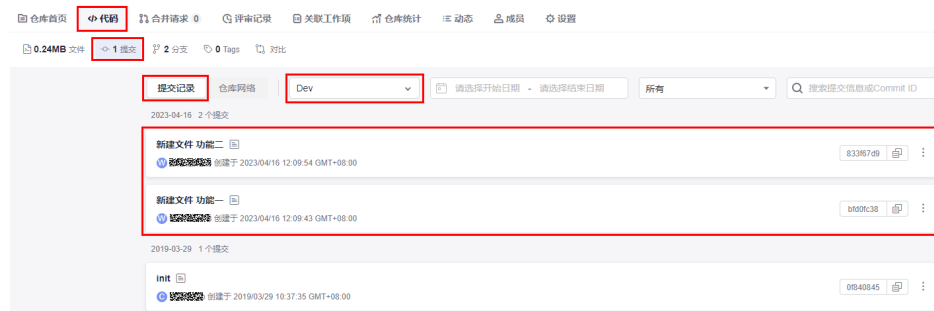 仓库首页 代码 合并请求 0 评审记录 关联工作项 仓库统计 动态 成员 设置
0.24MB 文件 1 提交 2 分支 0 Tags 对比
提交记录 仓库网络 Dev 请选择开始日期 - 请选择结束日期 所有 搜索提交信息或Commit ID
2023-04-16 2 个提交
新建文件 功能二
W 创建于 2023/04/16 12:09:54 GMT+08:00 833f67d9
新建文件 功能一
W 创建于 2023/04/16 12:09:43 GMT+08:00 bfd0fc38
2019-03-29 1 个提交
init
C 创建于 2019/03/29 10:37:35 GMT+08:00 0f840845